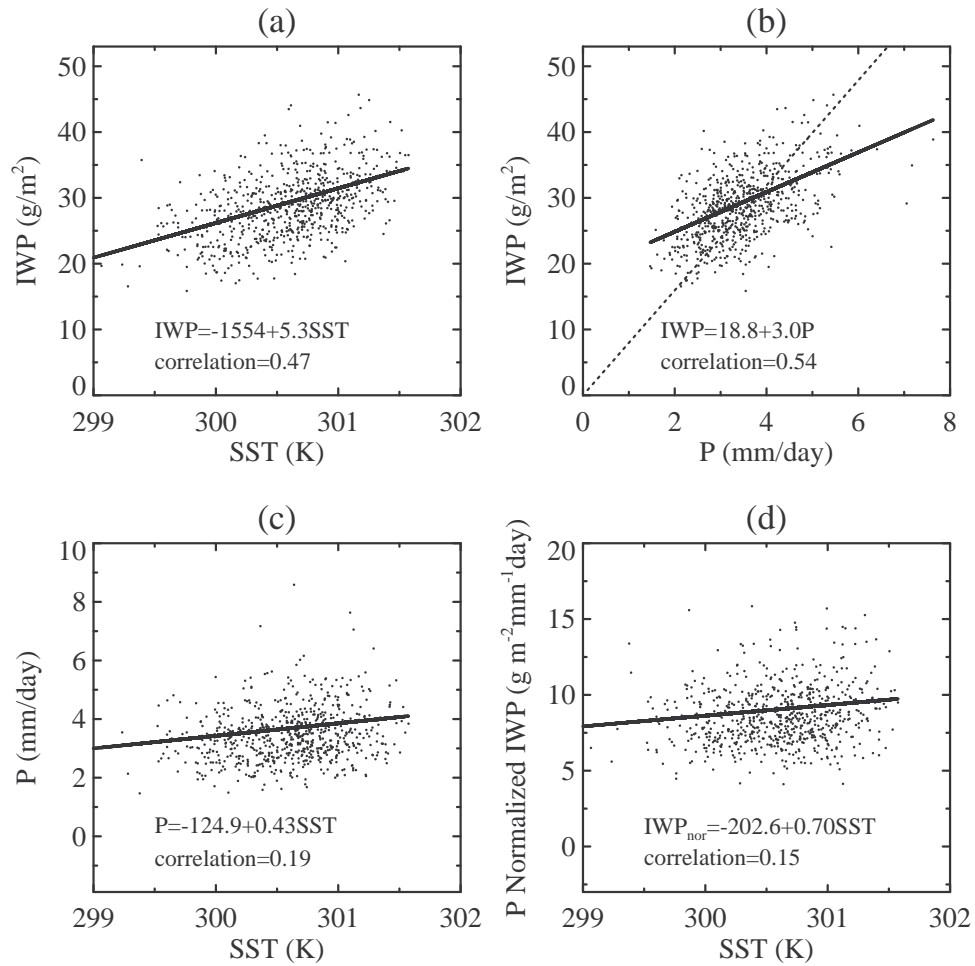 (a)
50
40
30
20
10
0
IWP (g/m²)
IWP=-1554+5.3SST
correlation=0.47
299 300 301 302
SST (K)
(b)
50
40
30
20
10
0
IWP (g/m²)
IWP=18.8+3.0P
correlation=0.54
0 2 4 6 8
P (mm/day)
(c)
10
8
6
4
2
0
P (mm/day)
P=-124.9+0.43SST
correlation=0.19
299 300 301 302
SST (K)
(d)
20
15
10
5
0
P Normalized IWP (g m⁻²mm⁻¹day)
IWPnor=-202.6+0.70SST
correlation=0.15
299 300 301 302
SST (K)